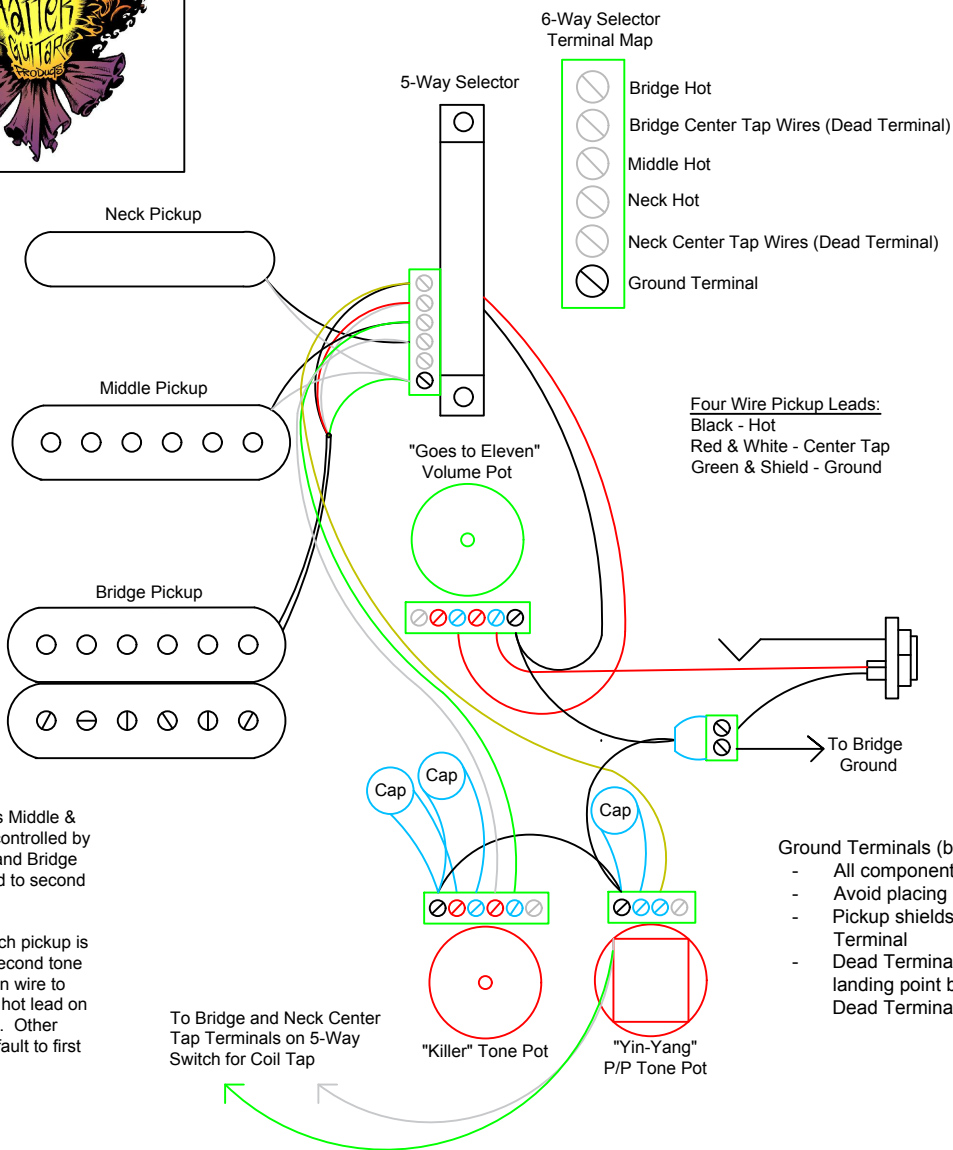 GUITAR
PRODUCTS
6-Way Selector
Terminal Map
5-Way Selector
Bridge Hot
Bridge Center Tap Wires (Dead Terminal)
Middle Hot
Neck Hot
Neck Center Tap Wires (Dead Terminal)
Ground Terminal
Neck Pickup
Middle Pickup
Four Wire Pickup Leads:
Black - Hot
Red & White - Center Tap
Green & Shield - Ground
"Goes to Eleven"
Volume Pot
Bridge Pickup
To Bridge
Ground
Cap
Cap
Cap
s Middle &
controlled by
and Bridge
d to second
ch pickup is
econd tone
n wire to
hot lead on
. Other
fault to first
Ground Terminals (b
- All component
- Avoid placing
- Pickup shields
Terminal
- Dead Termina
landing point b
Dead Termina
To Bridge and Neck Center
Tap Terminals on 5-Way
Switch for Coil Tap
"Killer" Tone Pot
"Yin-Yang"
P/P Tone Pot